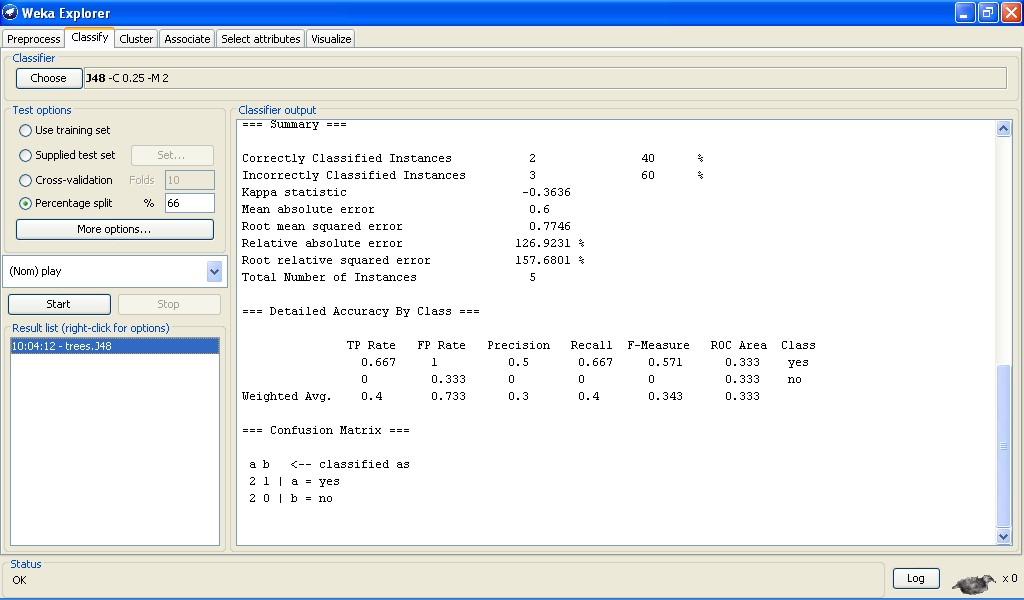 Weka Explorer
Preprocess Classify Cluster Associate Select attributes Visualize
Classifier
Choose J48 -C 0.25 -M 2
Test options
Use training set
Supplied test set Set...
Cross-validation Folds 10
Percentage split % 66
More options...
(Nom) play
Start Stop
Result list (right-click for options)
10:04:12 - trees.J48
Classifier output
=== Summary ===
Correctly Classified Instances 2 40 %
Incorrectly Classified Instances 3 60 %
Kappa statistic -0.3636
Mean absolute error 0.6
Root mean squared error 0.7746
Relative absolute error 126.9231 %
Root relative squared error 157.6801 %
Total Number of Instances 5
=== Detailed Accuracy By Class ===
TP Rate FP Rate Precision Recall F-Measure ROC Area Class
0.667 1 0.5 0.667 0.571 0.333 yes
0 0.333 0 0 0 0.333 no
Weighted Avg. 0.4 0.733 0.3 0.4 0.343 0.333
=== Confusion Matrix ===
a b <-- classified as
2 1 | a = yes
2 0 | b = no
Status
OK
Log x 0